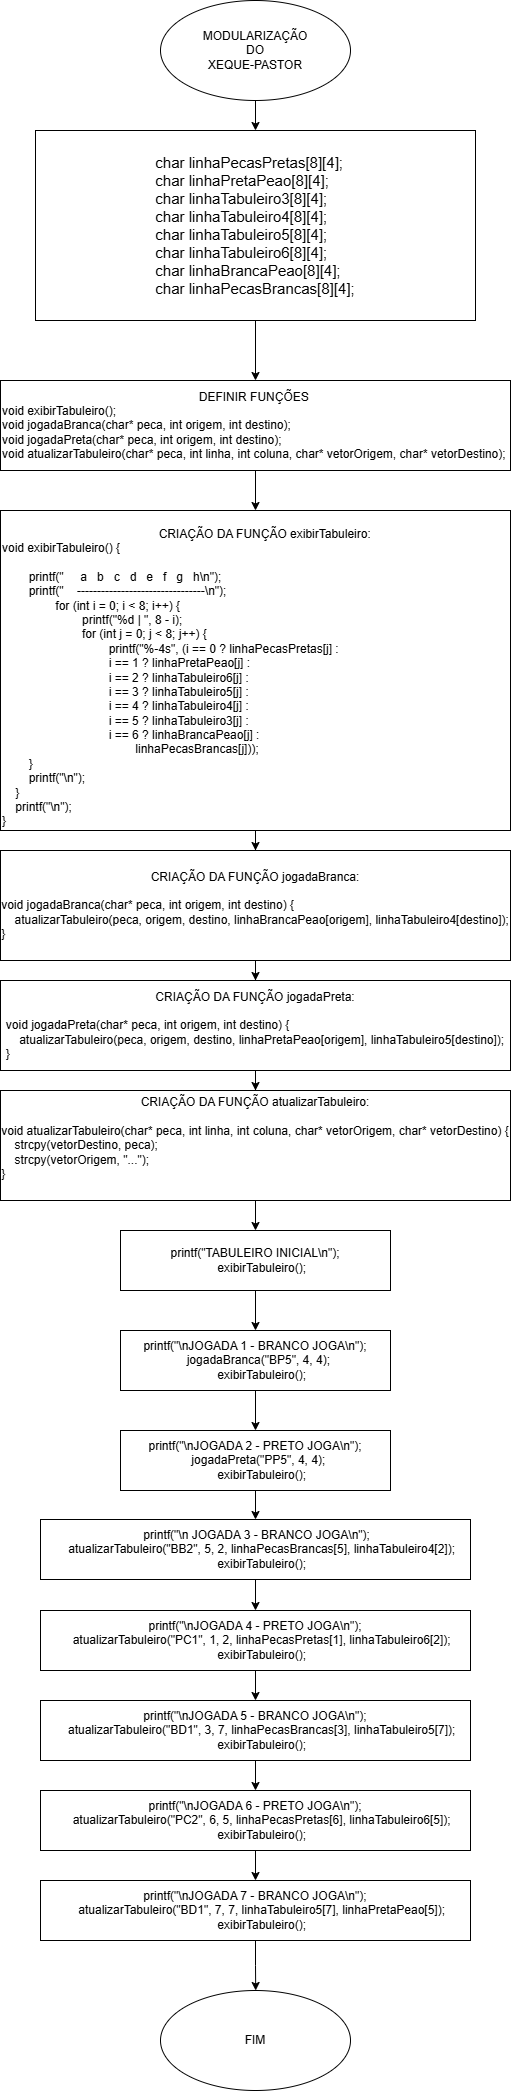 MODULARIZAÇÃO
DO
XEQUE-PASTOR
char linhaPecasPretas[8][4];
char linhaPretaPeao[8][4];
char linhaTabuleiro3[8][4];
char linhaTabuleiro4[8][4];
char linhaTabuleiro5[8][4];
char linhaTabuleiro6[8][4];
char linhaBrancaPeao[8][4];
char linhaPecasBrancas[8][4];
DEFINIR FUNÇÕES
void exibirTabuleiro();
void jogadaBranca(char* peca, int origem, int destino);
void jogadaPreta(char* peca, int origem, int destino);
void atualizarTabuleiro(char* peca, int linha, int coluna, char* vetorOrigem, char* vetorDestino);
CRIAÇÃO DA FUNÇÃO exibirTabuleiro:
void exibirTabuleiro() {
printf("     a   b   c   d   e   f   g   h\n");
printf("    --------------------------------\n");
for (int i = 0; i < 8; i++) {
printf("%d | ", 8 - i);
for (int j = 0; j < 8; j++) {
printf("%-4s", (i == 0 ? linhaPecasPretas[j] :
i == 1 ? linhaPretaPeao[j] :
i == 2 ? linhaTabuleiro6[j] :
i == 3 ? linhaTabuleiro5[j] :
i == 4 ? linhaTabuleiro4[j] :
i == 5 ? linhaTabuleiro3[j] :
i == 6 ? linhaBrancaPeao[j] :
linhaPecasBrancas[j]));
}
printf("\n");
}
printf("\n");
}
CRIAÇÃO DA FUNÇÃO jogadaBranca:
void jogadaBranca(char* peca, int origem, int destino) {
atualizarTabuleiro(peca, origem, destino, linhaBrancaPeao[origem], linhaTabuleiro4[destino]);
}
CRIAÇÃO DA FUNÇÃO jogadaPreta:
void jogadaPreta(char* peca, int origem, int destino) {
atualizarTabuleiro(peca, origem, destino, linhaPretaPeao[origem], linhaTabuleiro5[destino]);
}
CRIAÇÃO DA FUNÇÃO atualizarTabuleiro:
void atualizarTabuleiro(char* peca, int linha, int coluna, char* vetorOrigem, char* vetorDestino) {
strcpy(vetorDestino, peca);
strcpy(vetorOrigem, "...");
}
printf("TABULEIRO INICIAL\n");
exibirTabuleiro();
printf("\nJOGADA 1 - BRANCO JOGA\n");
jogadaBranca("BP5", 4, 4);
exibirTabuleiro();
printf("\nJOGADA 2 - PRETO JOGA\n");
jogadaPreta("PP5", 4, 4);
exibirTabuleiro();
printf("\n JOGADA 3 - BRANCO JOGA\n");
atualizarTabuleiro("BB2", 5, 2, linhaPecasBrancas[5], linhaTabuleiro4[2]);
exibirTabuleiro();
printf("\nJOGADA 4 - PRETO JOGA\n");
atualizarTabuleiro("PC1", 1, 2, linhaPecasPretas[1], linhaTabuleiro6[2]);
exibirTabuleiro();
printf("\nJOGADA 5 - BRANCO JOGA\n");
atualizarTabuleiro("BD1", 3, 7, linhaPecasBrancas[3], linhaTabuleiro5[7]);
exibirTabuleiro();
printf("\nJOGADA 6 - PRETO JOGA\n");
atualizarTabuleiro("PC2", 6, 5, linhaPecasPretas[6], linhaTabuleiro6[5]);
exibirTabuleiro();
printf("\nJOGADA 7 - BRANCO JOGA\n");
atualizarTabuleiro("BD1", 7, 7, linhaTabuleiro5[7], linhaPretaPeao[5]);
exibirTabuleiro();
FIM